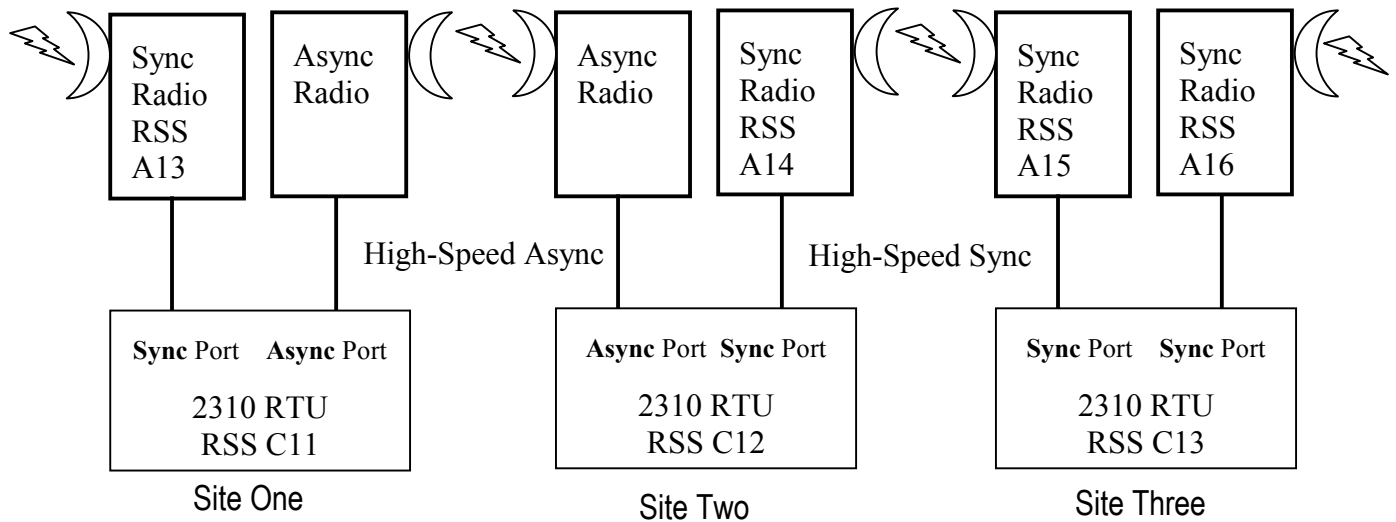 Sync
Radio
RSS
A13
Async
Radio
Async
Radio
Sync
Radio
RSS
A14
Sync
Radio
RSS
A15
Sync
Radio
RSS
A16
High-Speed Async
High-Speed Sync
Sync Port Async Port
2310 RTU
RSS C11
Async Port Sync Port
2310 RTU
RSS C12
Sync Port Sync Port
2310 RTU
RSS C13
Site One
Site Two
Site Three